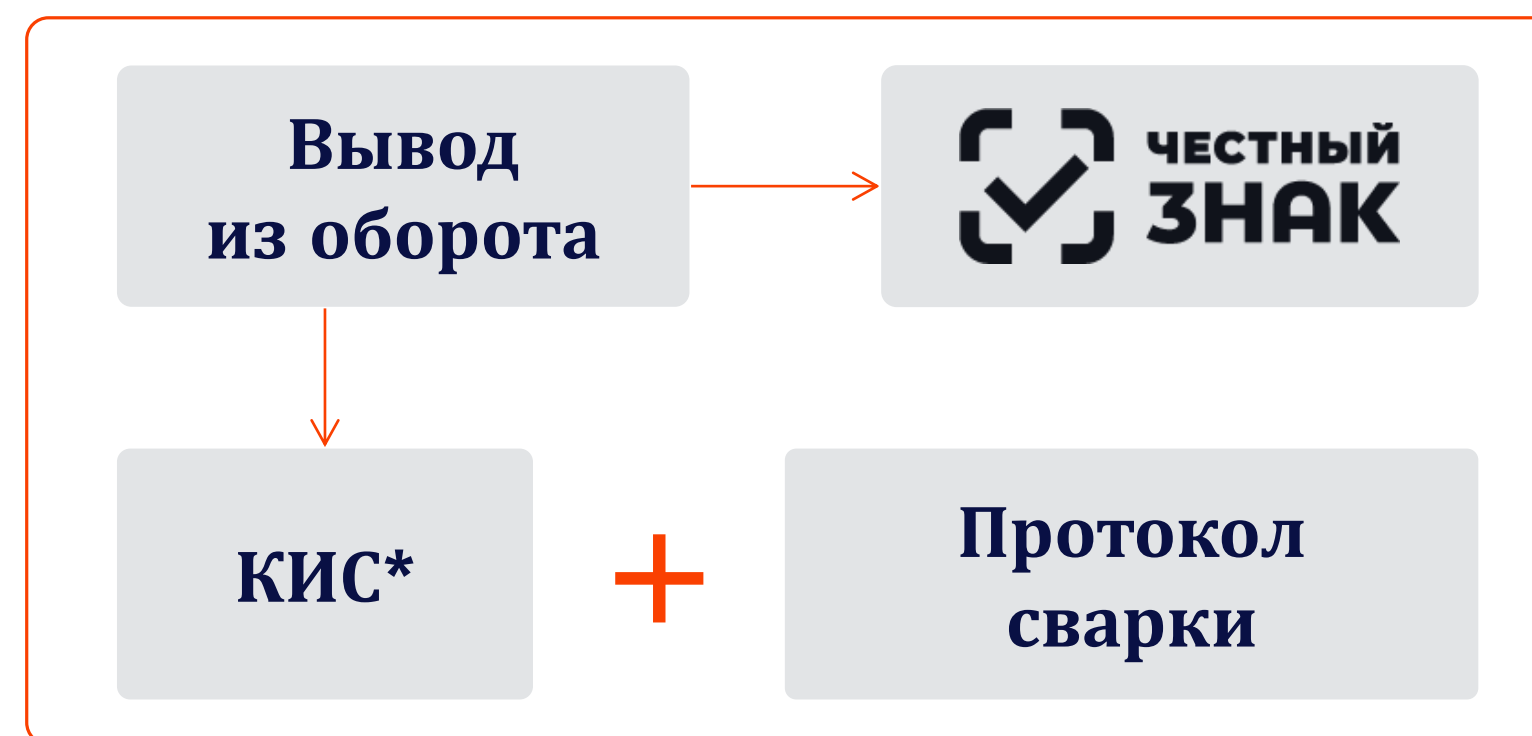 Вывод
из оборота
ЧЕСТНЫЙ
ЗНАК
КИС*
Протокол
сварки